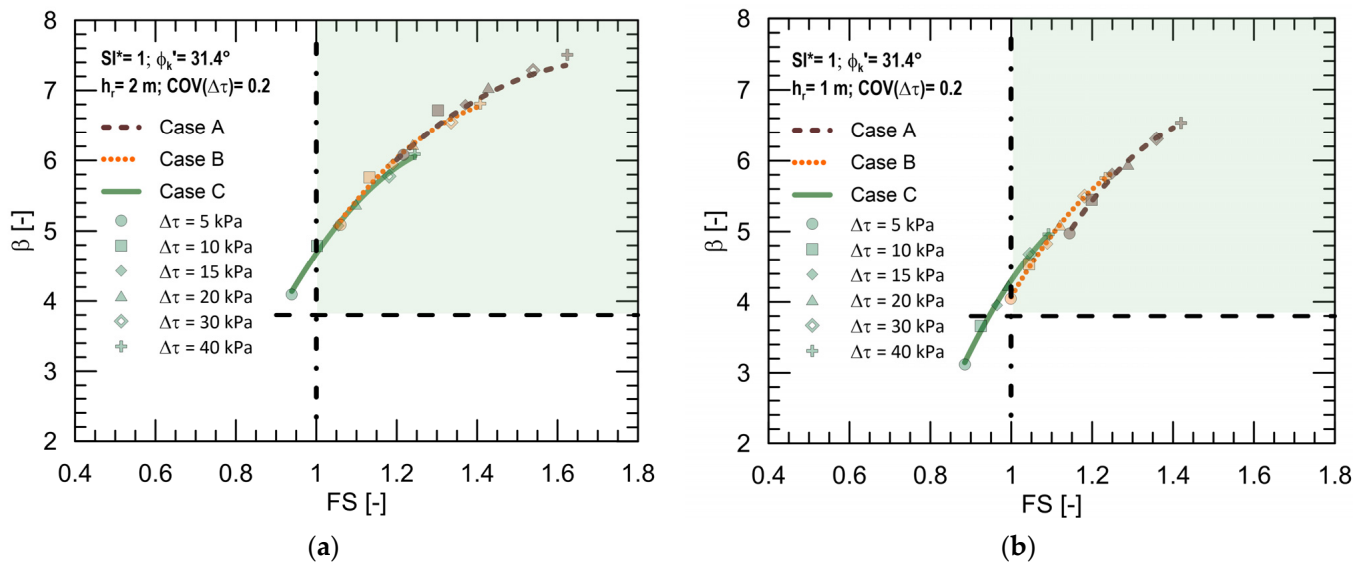 8
7
6
5
4
3
2
β [-]
SI*= 1; ϕk'= 31.4°
hr= 2 m; COV(Δτ)= 0.2
Case A
Case B
Case C
Δτ = 5 kPa
Δτ = 10 kPa
Δτ = 15 kPa
Δτ = 20 kPa
Δτ = 30 kPa
Δτ = 40 kPa
0.4 0.6 0.8 1 1.2 1.4 1.6 1.8
FS [-]
(a)
8
7
6
5
4
3
2
β [-]
SI*= 1; ϕk'= 31.4°
hr= 1 m; COV(Δτ)= 0.2
Case A
Case B
Case C
Δτ = 5 kPa
Δτ = 10 kPa
Δτ = 15 kPa
Δτ = 20 kPa
Δτ = 30 kPa
Δτ = 40 kPa
0.4 0.6 0.8 1 1.2 1.4 1.6 1.8
FS [-]
(b)